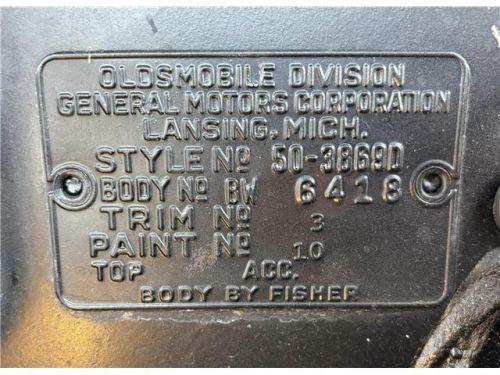 OLDSMOBILE DIVISION
GENERAL MOTORS CORPORATION
LANSING, MICH.
STYLE Nº 50-3869D
BODY Nº BW 6418
TRIM Nº 3
PAINT Nº 10
TOP ACC.
BODY BY FISHER